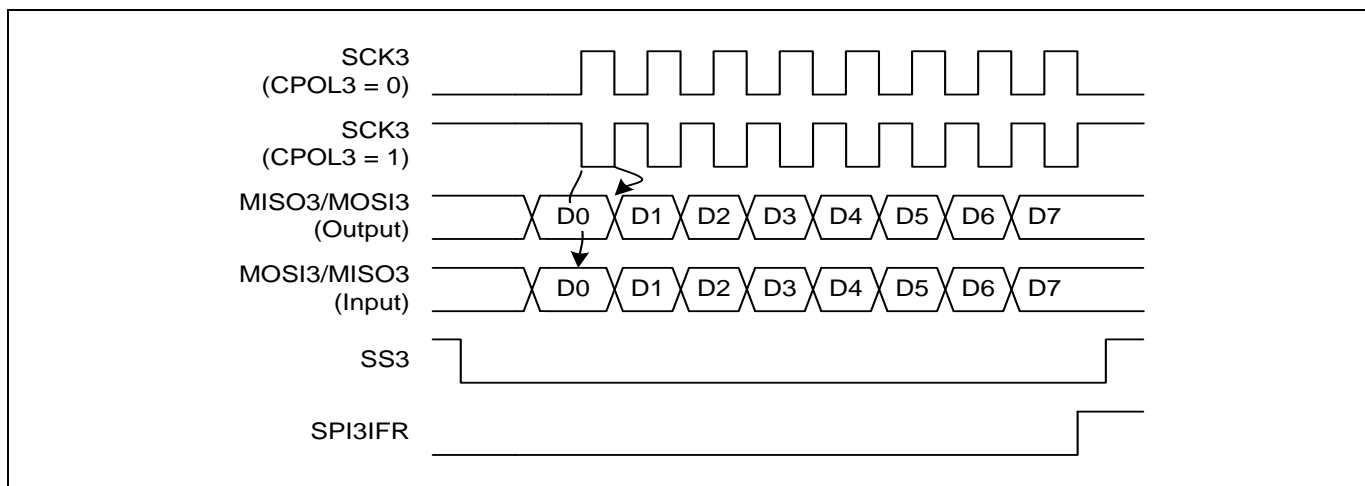 SCK3
(CPOL3 = 0)
SCK3
(CPOL3 = 1)
MISO3/MOSI3
(Output)
D0 D1 D2 D3 D4 D5 D6 D7
MOSI3/MISO3
(Input)
D0 D1 D2 D3 D4 D5 D6 D7
SS3
SPI3IFR